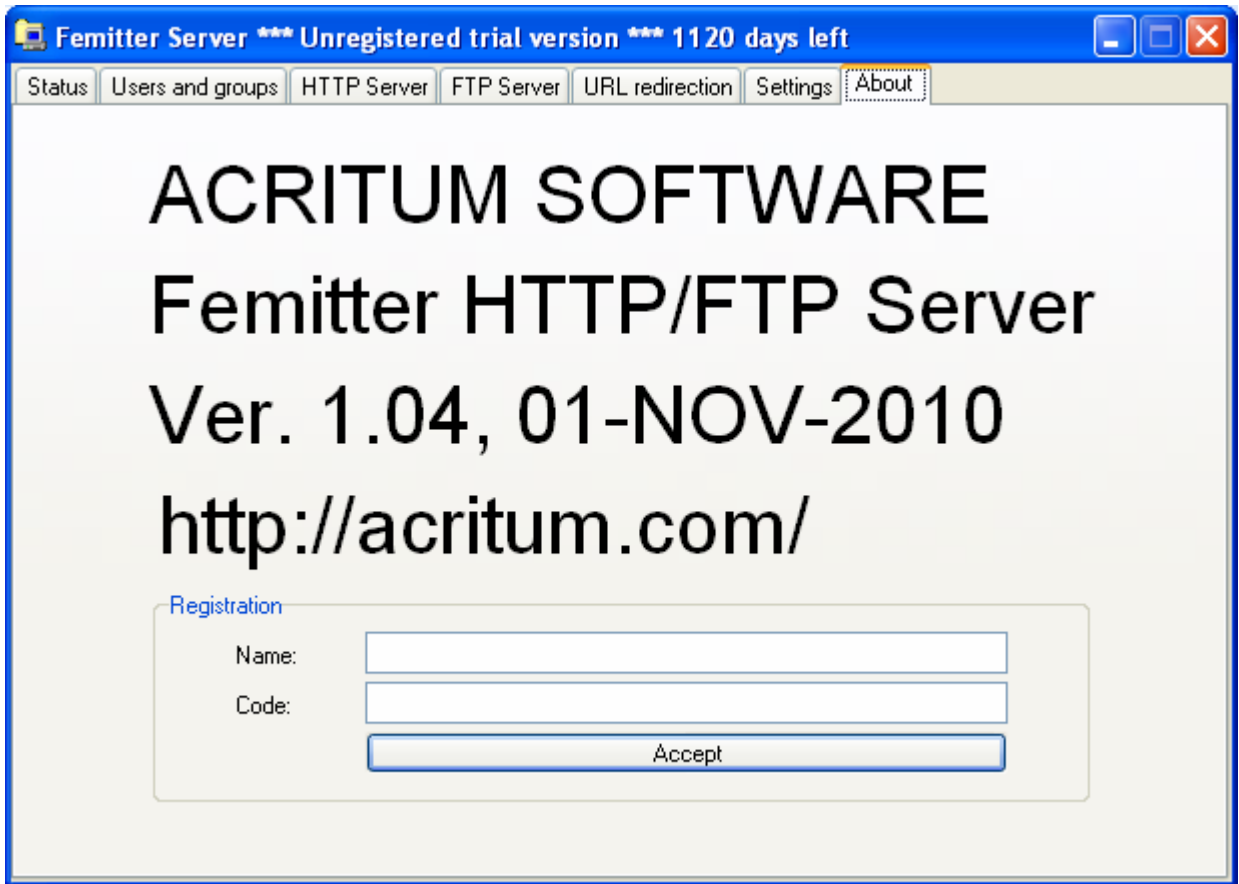 Femitter Server *** Unregistered trial version *** 1120 days left
Status Users and groups HTTP Server FTP Server URL redirection Settings About
ACRITUM SOFTWARE
Femitter HTTP/FTP Server
Ver. 1.04, 01-NOV-2010
http://acritum.com/
Registration
Name:
Code:
Accept